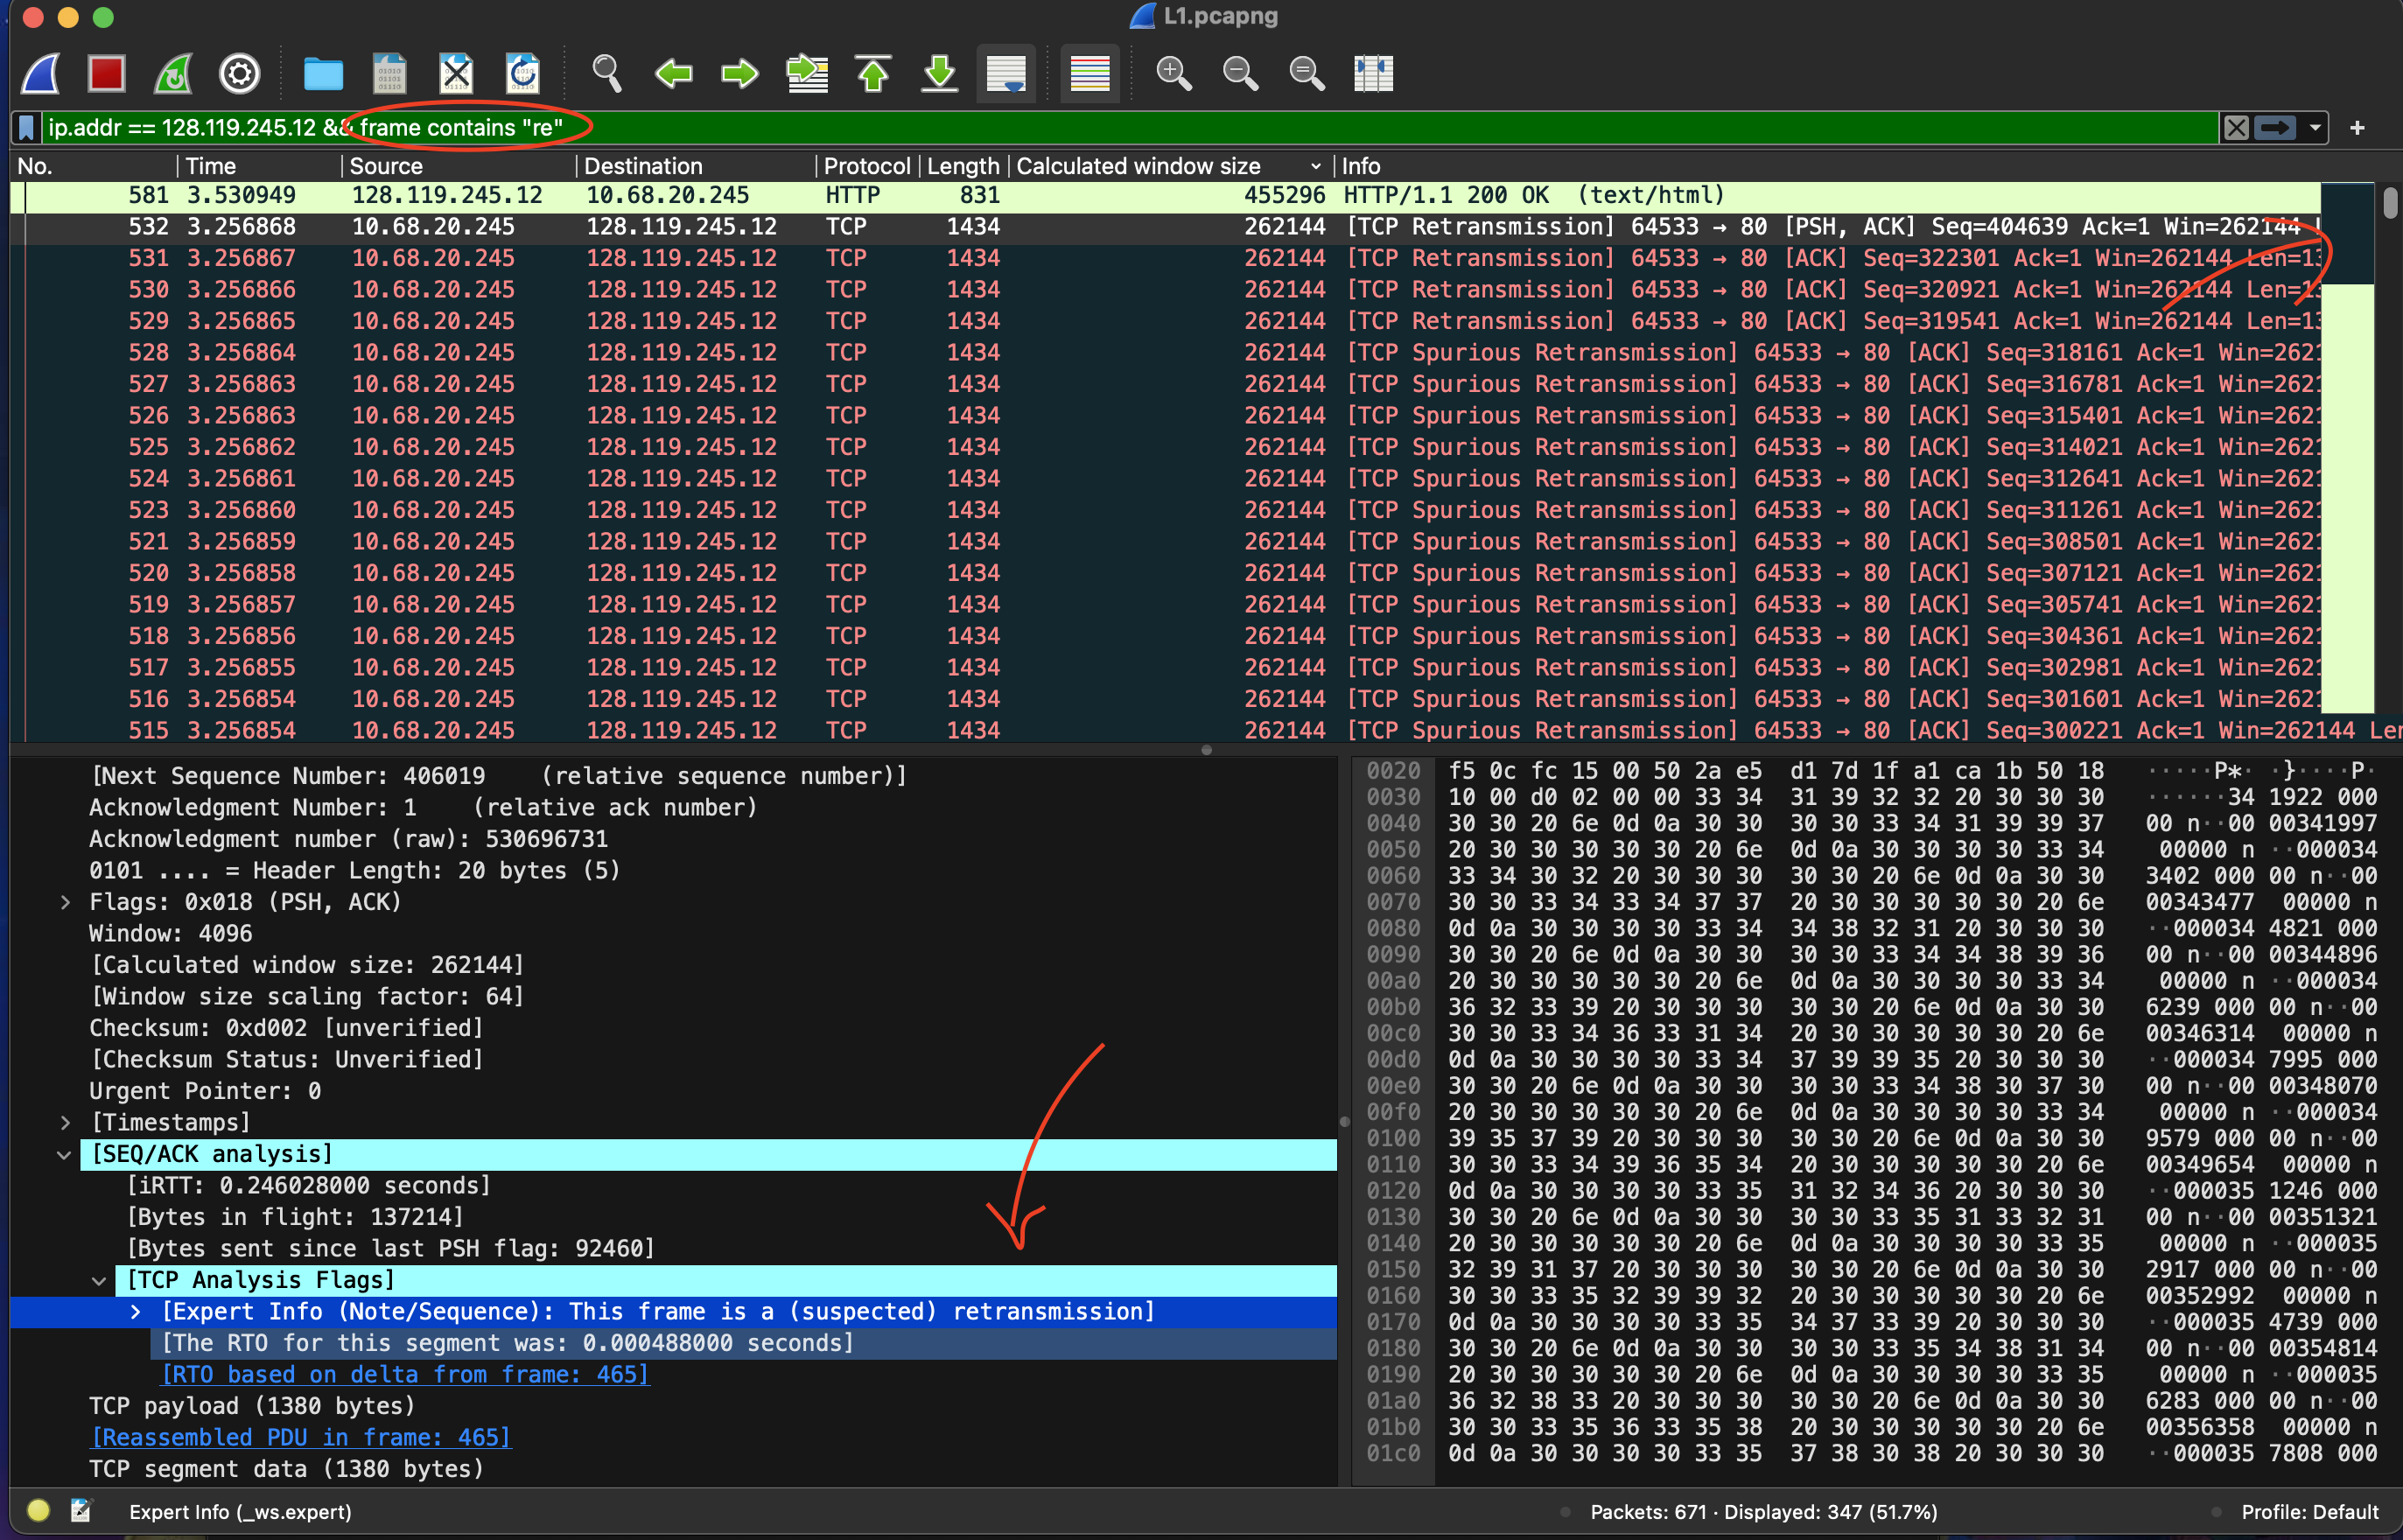 L1.pcapng
ip.addr == 128.119.245.12 && frame contains "re"
No. Time Source Destination Protocol Length Calculated window size Info
581 3.530949 128.119.245.12 10.68.20.245 HTTP 831 455296 HTTP/1.1 200 OK (text/html)
532 3.256868 10.68.20.245 128.119.245.12 TCP 1434 262144 [TCP Retransmission] 64533 → 80 [PSH, ACK] Seq=404639 Ack=1 Win=262144
531 3.256867 10.68.20.245 128.119.245.12 TCP 1434 262144 [TCP Retransmission] 64533 → 80 [ACK] Seq=322301 Ack=1 Win=262144 Len=13
530 3.256866 10.68.20.245 128.119.245.12 TCP 1434 262144 [TCP Retransmission] 64533 → 80 [ACK] Seq=320921 Ack=1 Win=262144 Len=13
529 3.256865 10.68.20.245 128.119.245.12 TCP 1434 262144 [TCP Retransmission] 64533 → 80 [ACK] Seq=319541 Ack=1 Win=262144 Len=13
528 3.256864 10.68.20.245 128.119.245.12 TCP 1434 262144 [TCP Spurious Retransmission] 64533 → 80 [ACK] Seq=318161 Ack=1 Win=2621
527 3.256863 10.68.20.245 128.119.245.12 TCP 1434 262144 [TCP Spurious Retransmission] 64533 → 80 [ACK] Seq=316781 Ack=1 Win=2621
526 3.256863 10.68.20.245 128.119.245.12 TCP 1434 262144 [TCP Spurious Retransmission] 64533 → 80 [ACK] Seq=315401 Ack=1 Win=2621
525 3.256862 10.68.20.245 128.119.245.12 TCP 1434 262144 [TCP Spurious Retransmission] 64533 → 80 [ACK] Seq=314021 Ack=1 Win=2621
524 3.256861 10.68.20.245 128.119.245.12 TCP 1434 262144 [TCP Spurious Retransmission] 64533 → 80 [ACK] Seq=312641 Ack=1 Win=2621
523 3.256860 10.68.20.245 128.119.245.12 TCP 1434 262144 [TCP Spurious Retransmission] 64533 → 80 [ACK] Seq=311261 Ack=1 Win=2621
521 3.256859 10.68.20.245 128.119.245.12 TCP 1434 262144 [TCP Spurious Retransmission] 64533 → 80 [ACK] Seq=308501 Ack=1 Win=2621
520 3.256858 10.68.20.245 128.119.245.12 TCP 1434 262144 [TCP Spurious Retransmission] 64533 → 80 [ACK] Seq=307121 Ack=1 Win=2621
519 3.256857 10.68.20.245 128.119.245.12 TCP 1434 262144 [TCP Spurious Retransmission] 64533 → 80 [ACK] Seq=305741 Ack=1 Win=2621
518 3.256856 10.68.20.245 128.119.245.12 TCP 1434 262144 [TCP Spurious Retransmission] 64533 → 80 [ACK] Seq=304361 Ack=1 Win=2621
517 3.256855 10.68.20.245 128.119.245.12 TCP 1434 262144 [TCP Spurious Retransmission] 64533 → 80 [ACK] Seq=302981 Ack=1 Win=2621
516 3.256854 10.68.20.245 128.119.245.12 TCP 1434 262144 [TCP Spurious Retransmission] 64533 → 80 [ACK] Seq=301601 Ack=1 Win=2621
515 3.256854 10.68.20.245 128.119.245.12 TCP 1434 262144 [TCP Spurious Retransmission] 64533 → 80 [ACK] Seq=300221 Ack=1 Win=262144 Ler
[Next Sequence Number: 406019 (relative sequence number)]
Acknowledgment Number: 1 (relative ack number)
Acknowledgment number (raw): 530696731
0101 .... = Header Length: 20 bytes (5)
Flags: 0x018 (PSH, ACK)
Window: 4096
[Calculated window size: 262144]
[Window size scaling factor: 64]
Checksum: 0xd002 [unverified]
[Checksum Status: Unverified]
Urgent Pointer: 0
[Timestamps]
[SEQ/ACK analysis]
[iRTT: 0.246028000 seconds]
[Bytes in flight: 137214]
[Bytes sent since last PSH flag: 92460]
[TCP Analysis Flags]
[Expert Info (Note/Sequence): This frame is a (suspected) retransmission]
[The RTO for this segment was: 0.000488000 seconds]
[RTO based on delta from frame: 465]
TCP payload (1380 bytes)
[Reassembled PDU in frame: 465]
TCP segment data (1380 bytes)
0020 f5 0c fc 15 00 50 2a e5 d1 7d 1f a1 ca 1b 50 18 ·····P*· ·}····P·
0030 10 00 d0 02 00 00 33 34 31 39 32 32 20 30 30 30 ······34 1922 000
0040 30 30 20 6e 0d 0a 30 30 30 30 33 34 31 39 39 37 00 n··00 00341997
0050 20 30 30 30 30 30 20 6e 0d 0a 30 30 30 30 33 34 00000 n ··000034
0060 33 34 30 32 20 30 30 30 30 30 20 6e 0d 0a 30 30 3402 000 00 n··00
0070 30 30 33 34 33 34 37 37 20 30 30 30 30 30 20 6e 00343477 00000 n
0080 0d 0a 30 30 30 30 33 34 34 38 32 31 20 30 30 30 ··000034 4821 000
0090 30 30 20 6e 0d 0a 30 30 30 30 33 34 34 38 39 36 00 n··00 00344896
00a0 20 30 30 30 30 30 20 6e 0d 0a 30 30 30 30 33 34 00000 n ··000034
00b0 36 32 33 39 20 30 30 30 30 30 20 6e 0d 0a 30 30 6239 000 00 n··00
00c0 30 30 33 34 36 33 31 34 20 30 30 30 30 30 20 6e 00346314 00000 n
00d0 0d 0a 30 30 30 30 33 34 37 39 39 35 20 30 30 30 ··000034 7995 000
00e0 30 30 20 6e 0d 0a 30 30 30 30 33 34 38 30 37 30 00 n··00 00348070
00f0 20 30 30 30 30 30 20 6e 0d 0a 30 30 30 30 33 34 00000 n ··000034
0100 39 35 37 39 20 30 30 30 30 30 20 6e 0d 0a 30 30 9579 000 00 n··00
0110 30 30 33 34 39 36 35 34 20 30 30 30 30 30 20 6e 00349654 00000 n
0120 0d 0a 30 30 30 30 33 35 31 32 34 36 20 30 30 30 ··000035 1246 000
0130 30 30 20 6e 0d 0a 30 30 30 30 33 35 31 33 32 31 00 n··00 00351321
0140 20 30 30 30 30 30 20 6e 0d 0a 30 30 30 30 33 35 00000 n ··000035
0150 32 39 31 37 20 30 30 30 30 30 20 6e 0d 0a 30 30 2917 000 00 n··00
0160 30 30 33 35 32 39 39 32 20 30 30 30 30 30 20 6e 00352992 00000 n
0170 0d 0a 30 30 30 30 33 35 34 37 33 39 20 30 30 30 ··000035 4739 000
0180 30 30 20 6e 0d 0a 30 30 30 30 33 35 34 38 31 34 00 n··00 00354814
0190 20 30 30 30 30 30 20 6e 0d 0a 30 30 30 30 33 35 00000 n ··000035
01a0 36 32 38 33 20 30 30 30 30 30 20 6e 0d 0a 30 30 6283 000 00 n··00
01b0 30 30 33 35 36 33 35 38 20 30 30 30 30 30 20 6e 00356358 00000 n
01c0 0d 0a 30 30 30 30 33 35 37 38 30 38 20 30 30 30 ··000035 7808 000
Expert Info (_ws.expert)
Packets: 671 · Displayed: 347 (51.7%)
Profile: Default